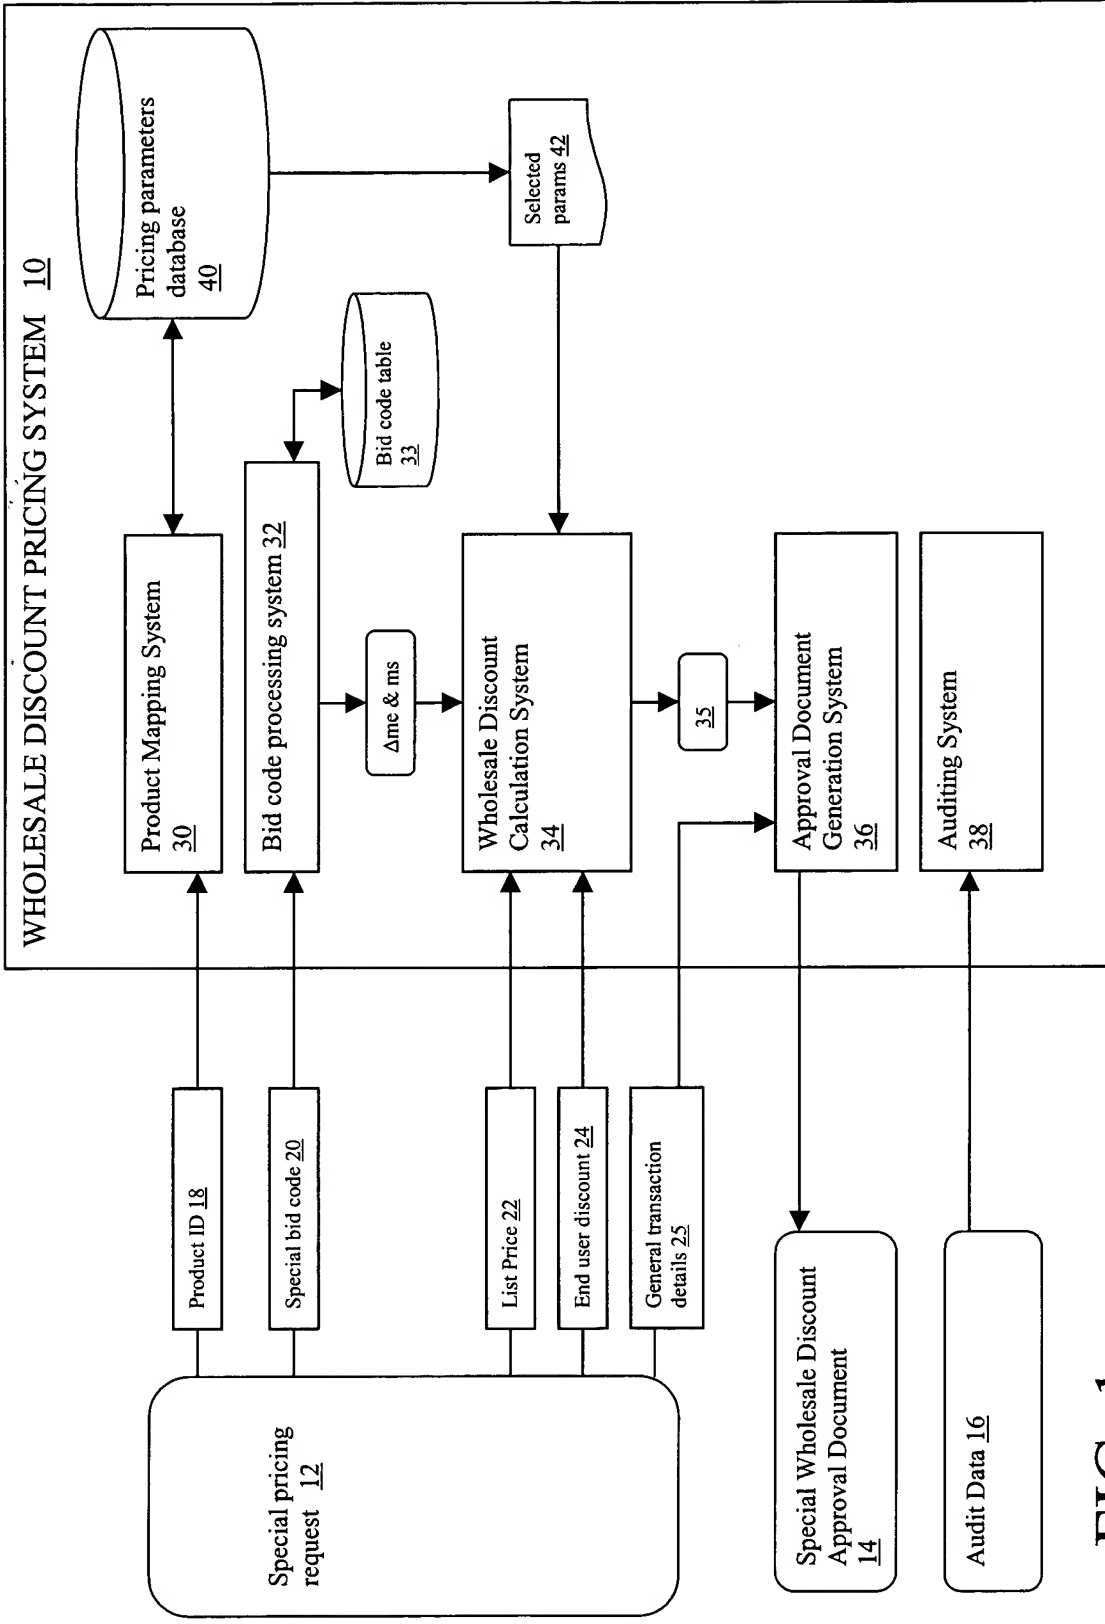 WHOLESALE DISCOUNT PRICING SYSTEM 10
Special pricing
request 12
Product ID 18
Special bid code 20
List Price 22
End user discount 24
General transaction
details 25
Product Mapping System
30
Bid code processing system 32
Δme & ms
Wholesale Discount
Calculation System
34
35
Approval Document
Generation System
36
Auditing System
38
Pricing parameters
database
40
Bid code table
33
Selected
params 42
Special Wholesale Discount
Approval Document
14
Audit Data 16
FIG. 1